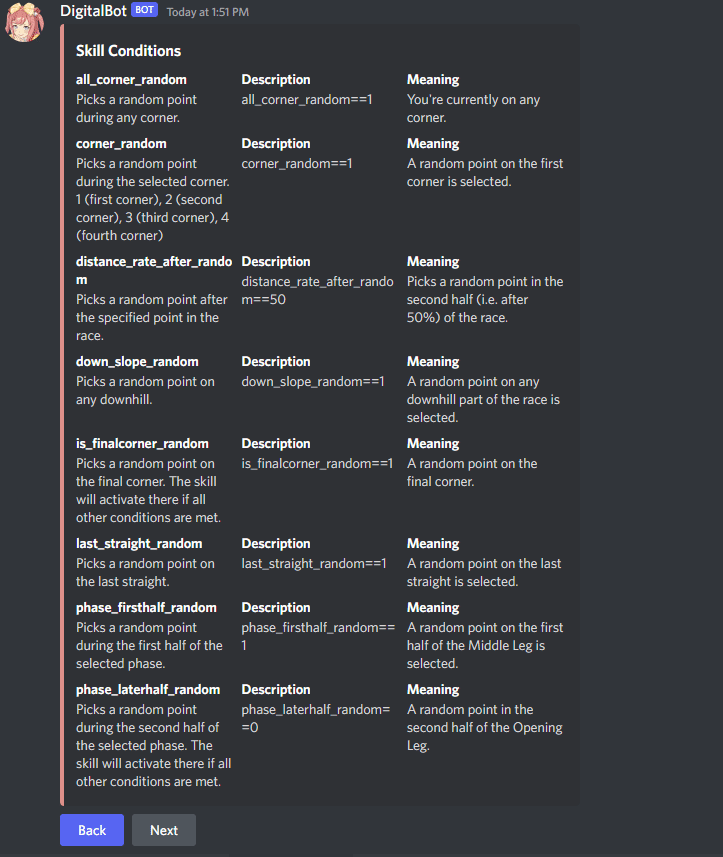 DigitalBot BOT Today at 1:51 PM
Skill Conditions
all_corner_random
Picks a random point
during any corner.
Description
all_corner_random==1
Meaning
You're currently on any
corner.
corner_random
Picks a random point
during the selected corner.
1 (first corner), 2 (second
corner), 3 (third corner), 4
(fourth corner)
Description
corner_random==1
Meaning
A random point on the first
corner is selected.
distance_rate_after_rando
m
Picks a random point after
the specified point in the
race.
Description
distance_rate_after_rando
m==50
Meaning
Picks a random point in the
second half (i.e. after
50%) of the race.
down_slope_random
Picks a random point on
any downhill.
Description
down_slope_random==1
Meaning
A random point on any
downhill part of the race is
selected.
is_finalcorner_random
Picks a random point on
the final corner. The skill
will activate there if all
other conditions are met.
Description
is_finalcorner_random==1
Meaning
A random point on the
final corner.
last_straight_random
Picks a random point on
the last straight.
Description
last_straight_random==1
Meaning
A random point on the last
straight is selected.
phase_firsthalf_random
Picks a random point
during the first half of the
selected phase.
Description
phase_firsthalf_random==
1
Meaning
A random point on the first
half of the Middle Leg is
selected.
phase_laterhalf_random
Picks a random point
during the second half of
the selected phase. The
skill will activate there if all
other conditions are met.
Description
phase_laterhalf_random=
=0
Meaning
A random point in the
second half of the Opening
Leg.
Back
Next